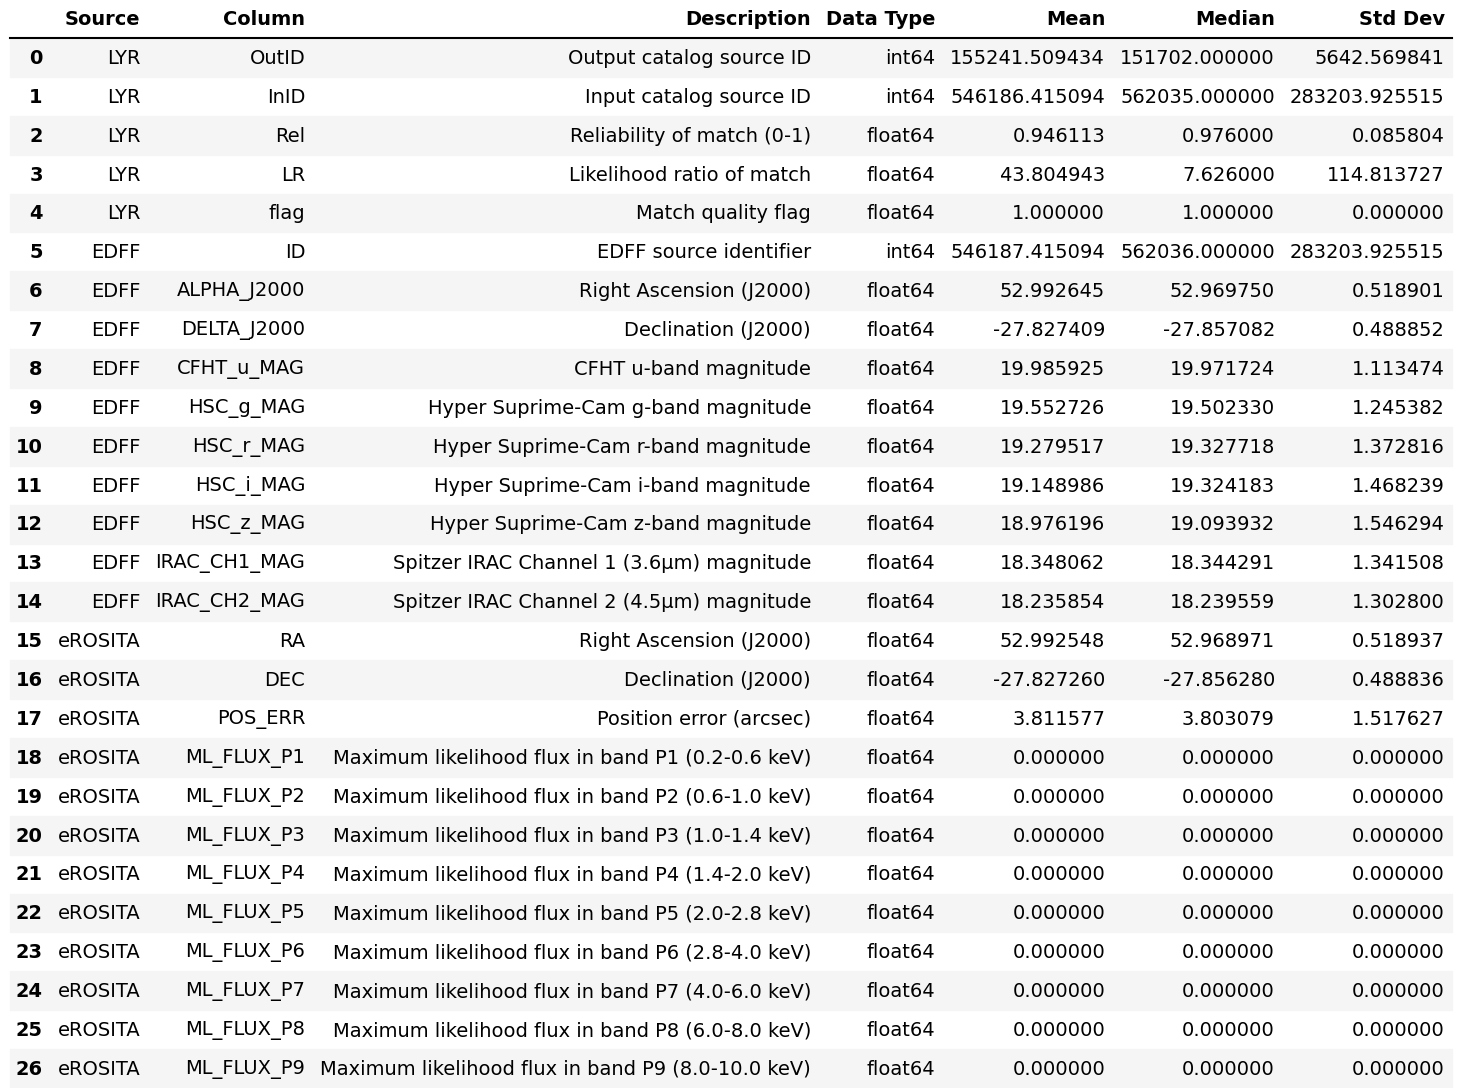 Source Column Description Data Type Mean Median Std Dev
0 LYR OutID Output catalog source ID int64 155241.509434 151702.000000 5642.569841
1 LYR InID Input catalog source ID int64 546186.415094 562035.000000 283203.925515
2 LYR Rel Reliability of match (0-1) float64 0.946113 0.976000 0.085804
3 LYR LR Likelihood ratio of match float64 43.804943 7.626000 114.813727
4 LYR flag Match quality flag float64 1.000000 1.000000 0.000000
5 EDFF ID EDFF source identifier int64 546187.415094 562036.000000 283203.925515
6 EDFF ALPHA_J2000 Right Ascension (J2000) float64 52.992645 52.969750 0.518901
7 EDFF DELTA_J2000 Declination (J2000) float64 -27.827409 -27.857082 0.488852
8 EDFF CFHT_u_MAG CFHT u-band magnitude float64 19.985925 19.971724 1.113474
9 EDFF HSC_g_MAG Hyper Suprime-Cam g-band magnitude float64 19.552726 19.502330 1.245382
10 EDFF HSC_r_MAG Hyper Suprime-Cam r-band magnitude float64 19.279517 19.327718 1.372816
11 EDFF HSC_i_MAG Hyper Suprime-Cam i-band magnitude float64 19.148986 19.324183 1.468239
12 EDFF HSC_z_MAG Hyper Suprime-Cam z-band magnitude float64 18.976196 19.093932 1.546294
13 EDFF IRAC_CH1_MAG Spitzer IRAC Channel 1 (3.6μm) magnitude float64 18.348062 18.344291 1.341508
14 EDFF IRAC_CH2_MAG Spitzer IRAC Channel 2 (4.5μm) magnitude float64 18.235854 18.239559 1.302800
15 eROSITA RA Right Ascension (J2000) float64 52.992548 52.968971 0.518937
16 eROSITA DEC Declination (J2000) float64 -27.827260 -27.856280 0.488836
17 eROSITA POS_ERR Position error (arcsec) float64 3.811577 3.803079 1.517627
18 eROSITA ML_FLUX_P1 Maximum likelihood flux in band P1 (0.2-0.6 keV) float64 0.000000 0.000000 0.000000
19 eROSITA ML_FLUX_P2 Maximum likelihood flux in band P2 (0.6-1.0 keV) float64 0.000000 0.000000 0.000000
20 eROSITA ML_FLUX_P3 Maximum likelihood flux in band P3 (1.0-1.4 keV) float64 0.000000 0.000000 0.000000
21 eROSITA ML_FLUX_P4 Maximum likelihood flux in band P4 (1.4-2.0 keV) float64 0.000000 0.000000 0.000000
22 eROSITA ML_FLUX_P5 Maximum likelihood flux in band P5 (2.0-2.8 keV) float64 0.000000 0.000000 0.000000
23 eROSITA ML_FLUX_P6 Maximum likelihood flux in band P6 (2.8-4.0 keV) float64 0.000000 0.000000 0.000000
24 eROSITA ML_FLUX_P7 Maximum likelihood flux in band P7 (4.0-6.0 keV) float64 0.000000 0.000000 0.000000
25 eROSITA ML_FLUX_P8 Maximum likelihood flux in band P8 (6.0-8.0 keV) float64 0.000000 0.000000 0.000000
26 eROSITA ML_FLUX_P9 Maximum likelihood flux in band P9 (8.0-10.0 keV) float64 0.000000 0.000000 0.000000